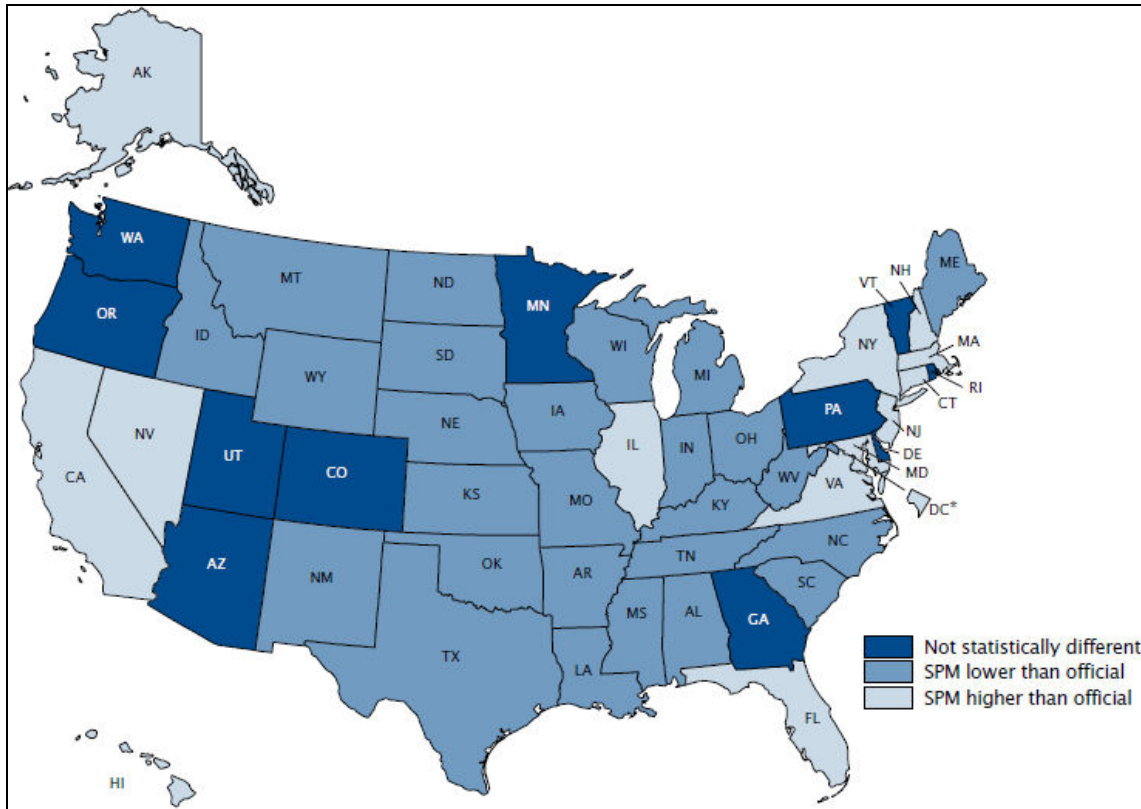 AK
WA
MT
ND
MN
ME
NH
VT
OR
ID
SD
WI
NY
MA
WY
MI
RI
CT
IA
NE
PA
NV
IL
IN
OH
NJ
UT
CO
DE
MD
CA
KS
MO
WV
VA
DC*
KY
NC
TN
AZ
NM
OK
AR
SC
MS
AL
GA
TX
LA
FL
HI
Not statistically different
SPM lower than official
SPM higher than official